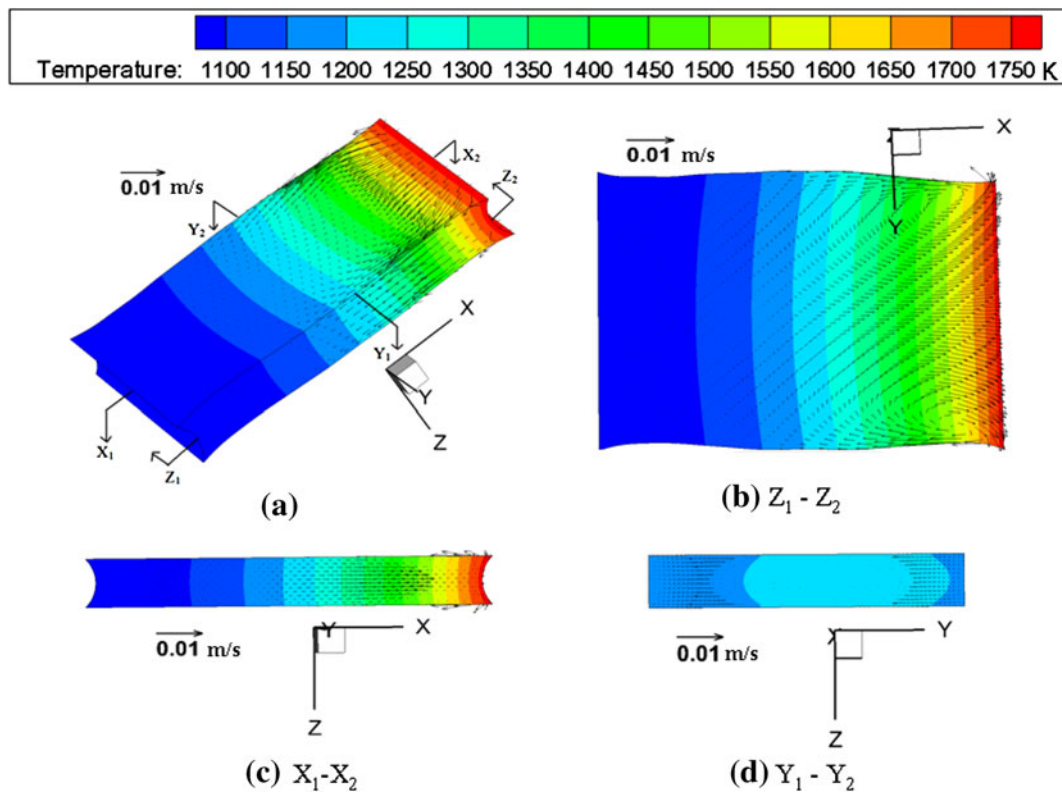 Temperature: 1100 1150 1200 1250 1300 1350 1400 1450 1500 1550 1600 1650 1700 1750 K
0.01 m/s
X₂
Z₂
Y₂
Y₁
X
Y
Z
X₁
Z₁
(a)
0.01 m/s
X
Y
(b) Z₁ - Z₂
0.01 m/s
Y
X
Z
(c) X₁-X₂
0.01 m/s
X
Y
Z
(d) Y₁ - Y₂